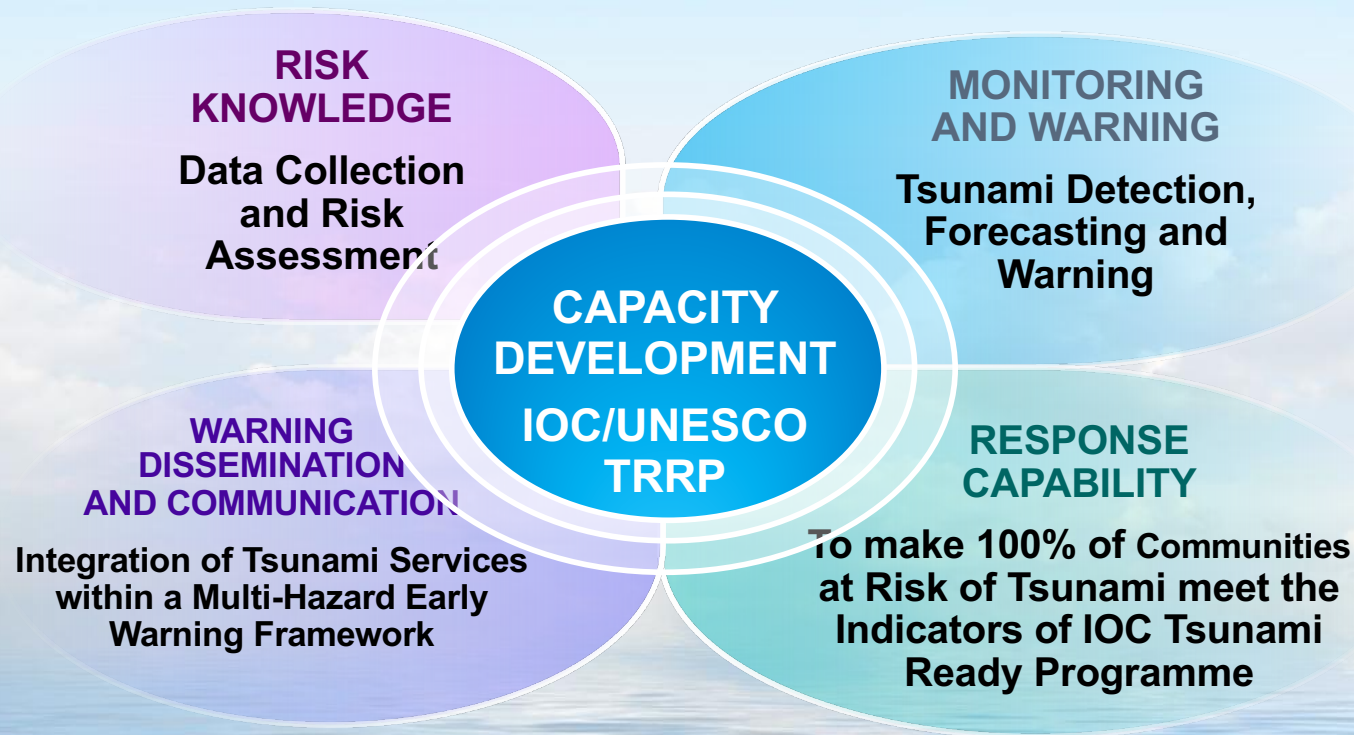 RISK
KNOWLEDGE
Data Collection
and Risk
Assessment
MONITORING
AND WARNING
Tsunami Detection,
Forecasting and
Warning
CAPACITY
DEVELOPMENT
IOC/UNESCO
TRRP
WARNING
DISSEMINATION
AND COMMUNICATION
Integration of Tsunami Services
within a Multi-Hazard Early
Warning Framework
RESPONSE
CAPABILITY
To make 100% of Communities
at Risk of Tsunami meet the
Indicators of IOC Tsunami
Ready Programme